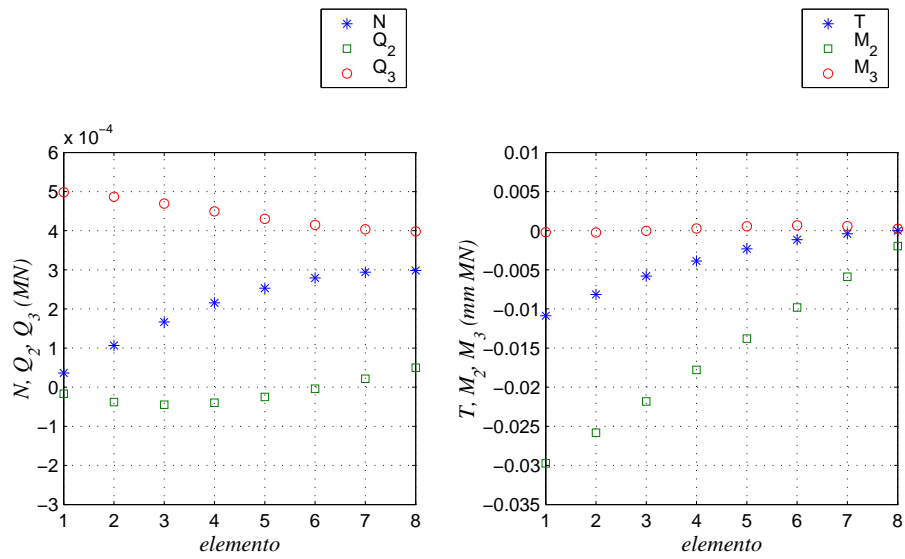 N
Q2
Q3
T
M2
M3
x 10^-4
6
5
4
3
2
1
0
−1
−2
−3
N, Q2, Q3 (MN)
1 2 3 4 5 6 7 8
elemento
0.01
0.005
0
−0.005
−0.01
−0.015
−0.02
−0.025
−0.03
−0.035
T, M2, M3 (mm MN)
1 2 3 4 5 6 7 8
elemento